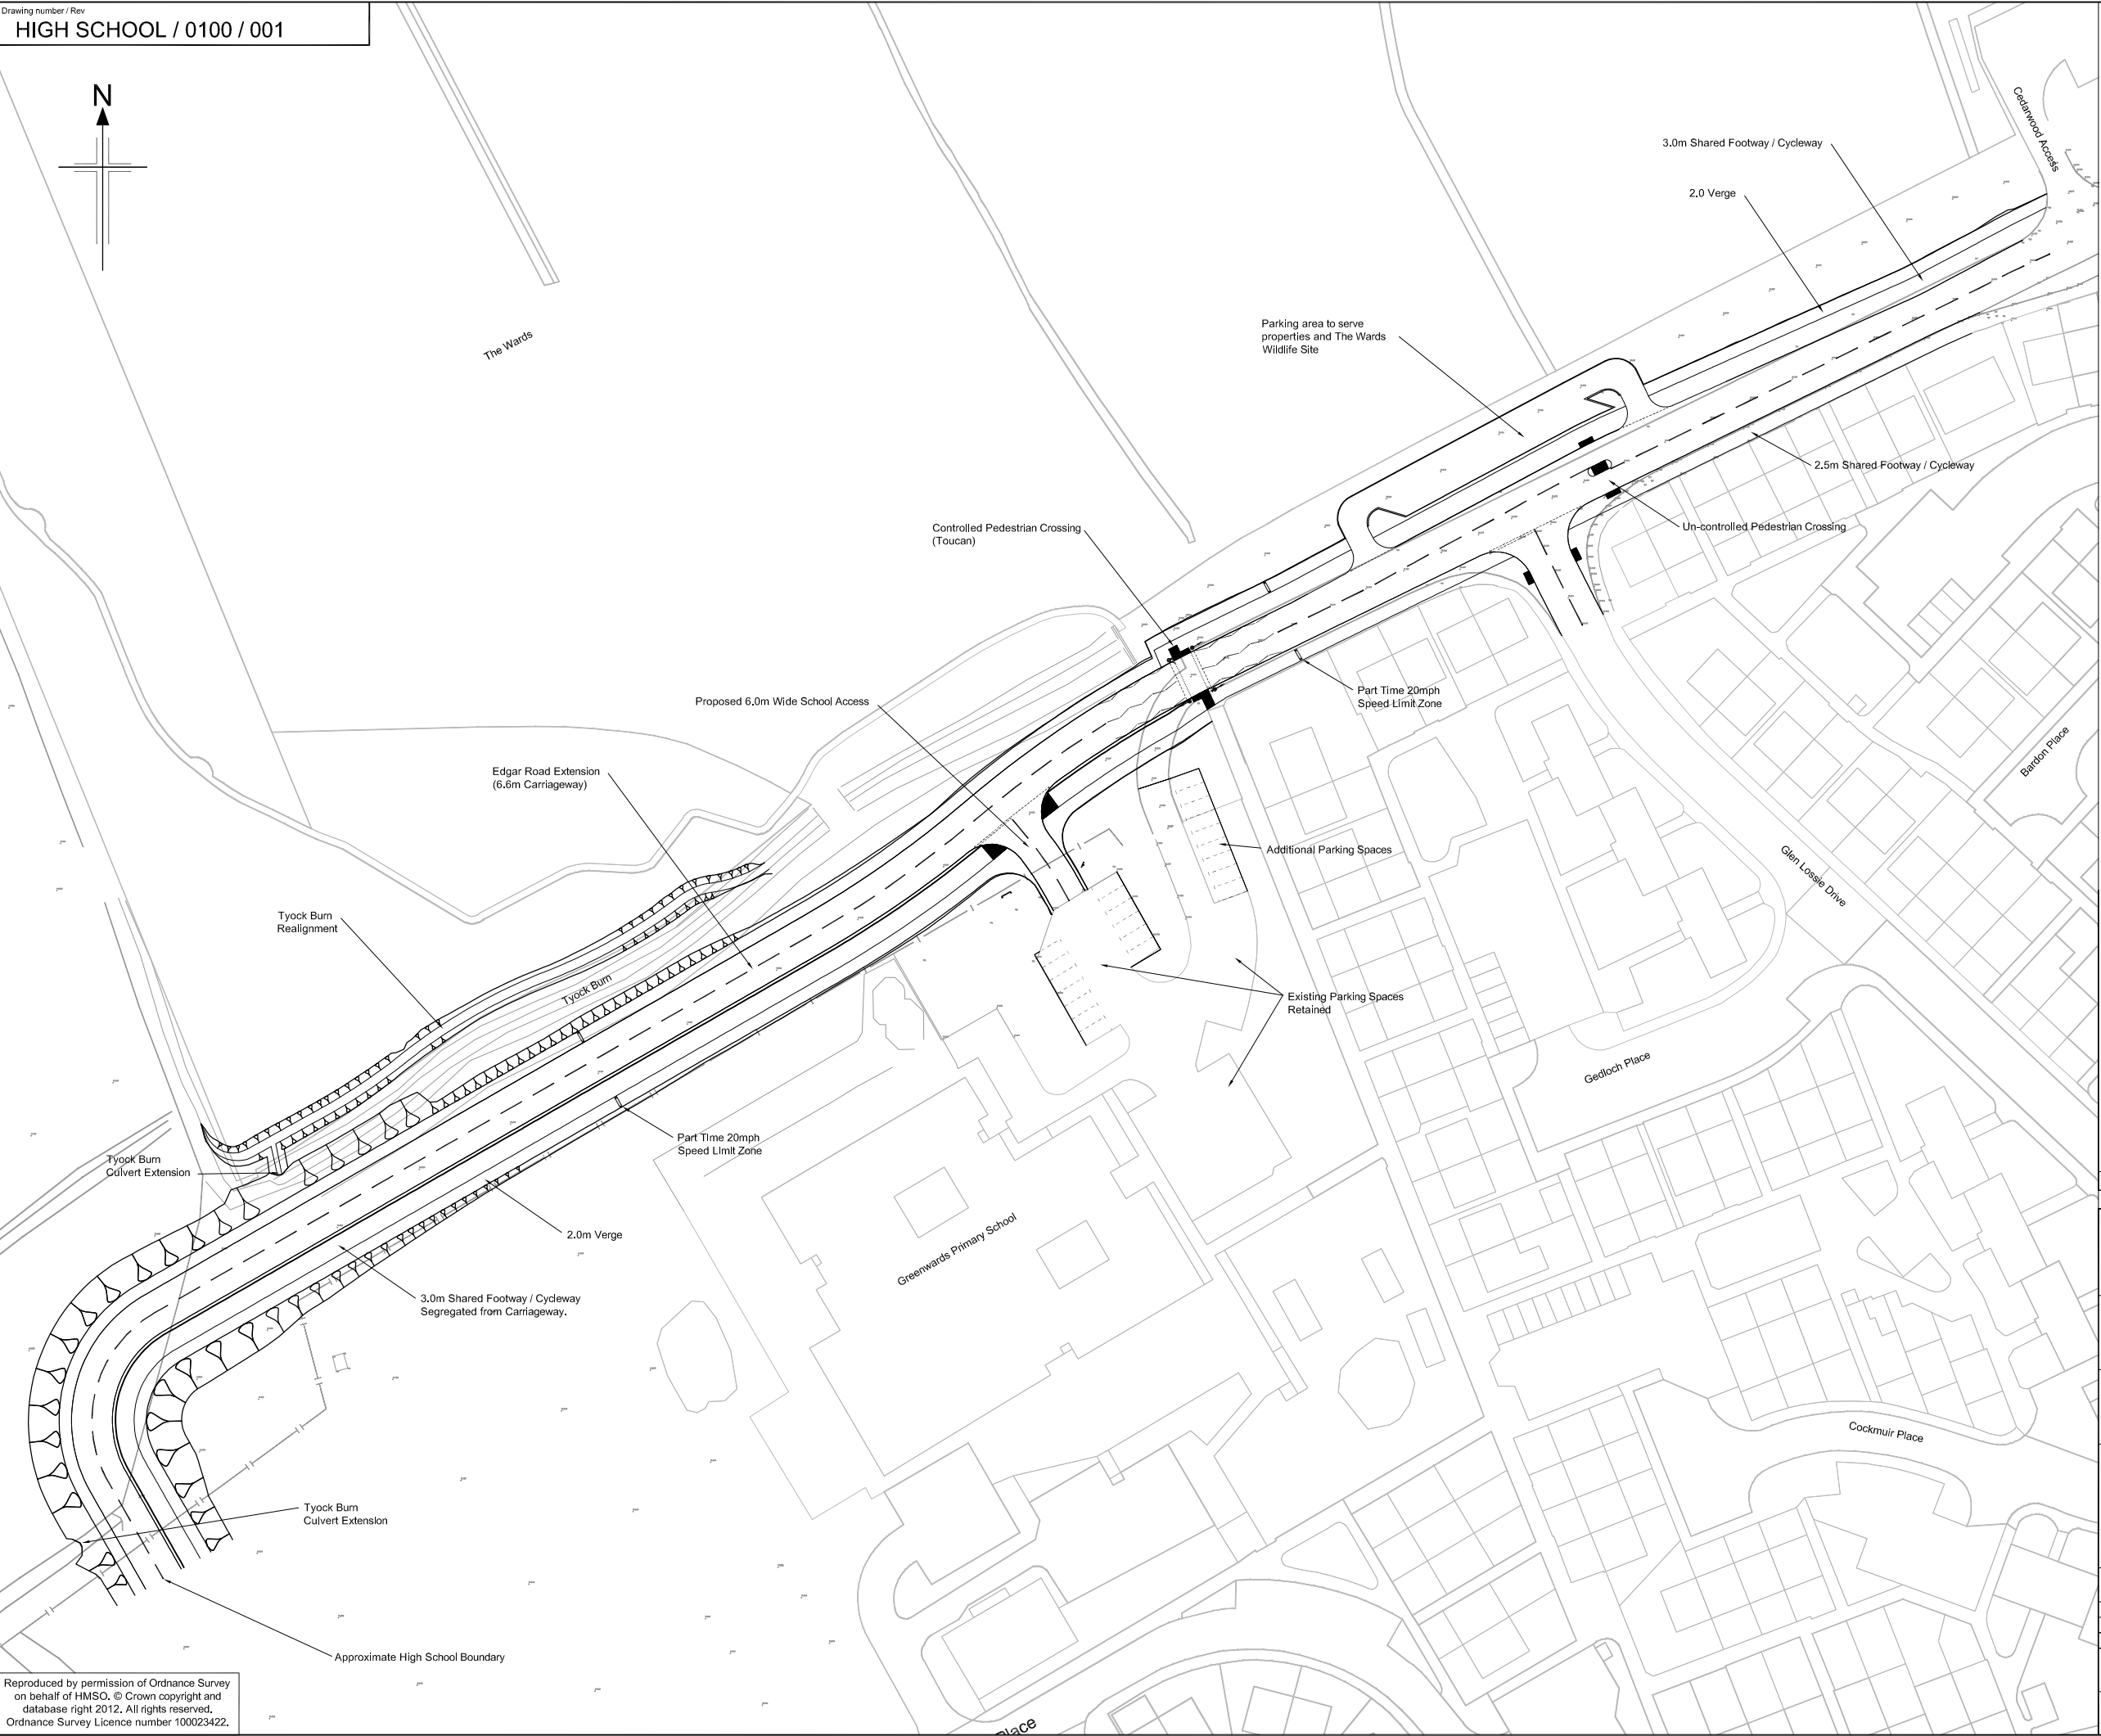 Drawing number / Rev
HIGH SCHOOL / 0100 / 001
N
Cedarwood Access
3.0m Shared Footway / Cycleway
2.0 Verge
The Wards
Parking area to serve
properties and The Wards
Wildlife Site
2.5m Shared Footway / Cycleway
Controlled Pedestrian Crossing
(Toucan)
Un-controlled Pedestrian Crossing
Proposed 6.0m Wide School Access
Part Time 20mph
Speed Limit Zone
Bardon Place
Edgar Road Extension
(6.6m Carriageway)
Additional Parking Spaces
Glen Lossie Drive
Tyock Burn
Realignment
Tyock Burn
Existing Parking Spaces
Retained
Gedloch Place
Part Time 20mph
Speed Limit Zone
Tyock Burn
Culvert Extension
2.0m Verge
Greenwards Primary School
3.0m Shared Footway / Cycleway
Segregated from Carriageway.
Cockmuir Place
Tyock Burn
Culvert Extension
Approximate High School Boundary
Reproduced by permission of Ordnance Survey
on behalf of HMSO. © Crown copyright and
database right 2012. All rights reserved.
Ordnance Survey Licence number 100023422.
Place